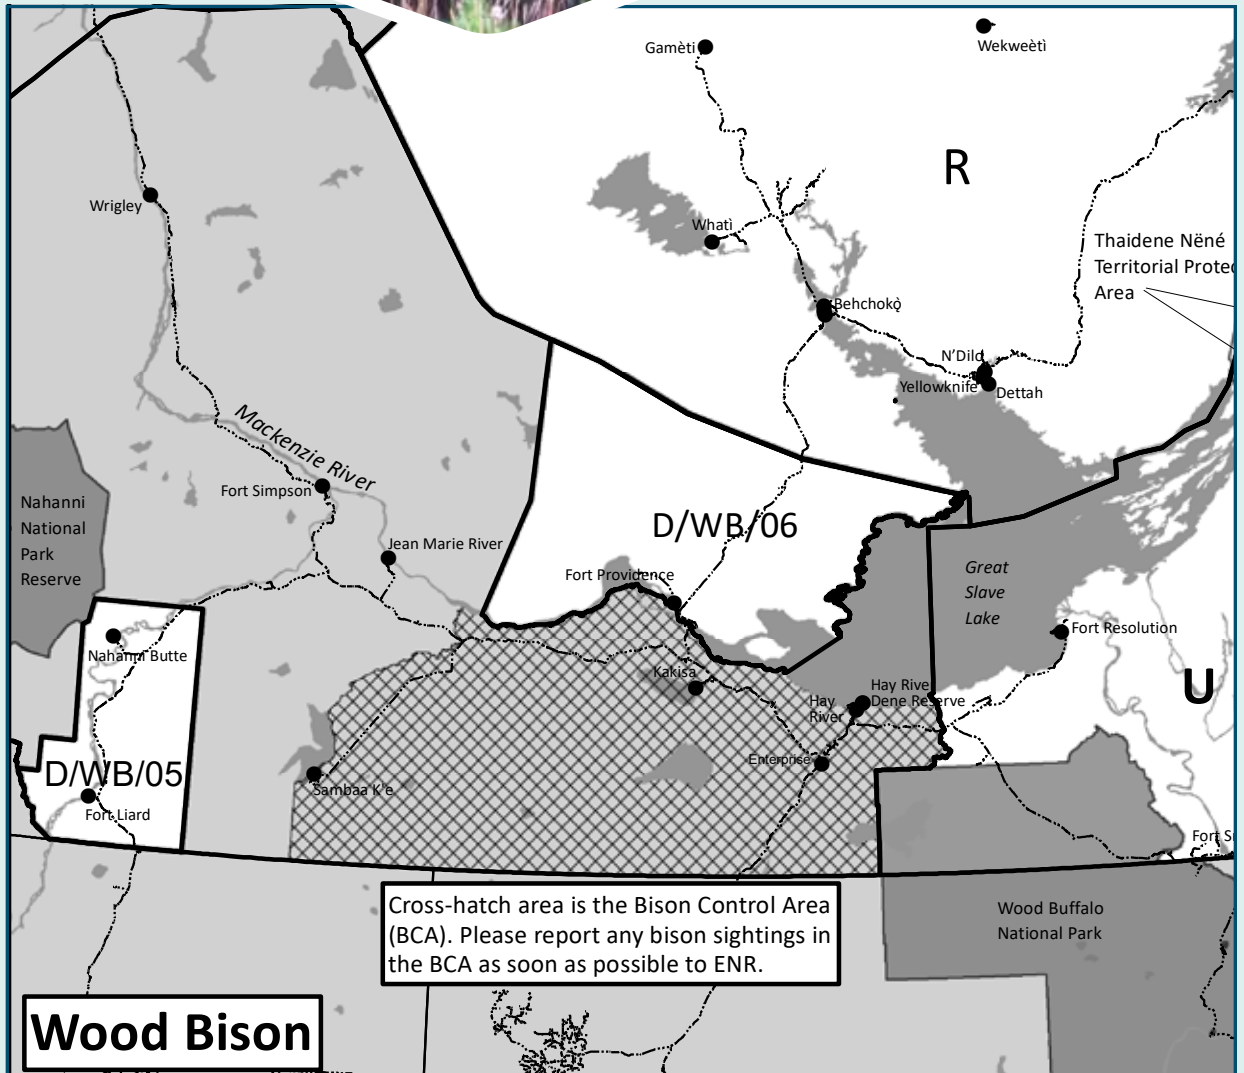 Gamètì
Wekweètì
R
Wrigley
Whatì
Thaidene Nëné
Territorial Protec
Area
Behchokǫ̀
N'Dilo
Yellowknife
Dettah
Mackenzie River
Fort Simpson
Nahanni
National
Park
Reserve
Jean Marie River
D/WB/06
Great
Slave
Lake
Fort Providence
Fort Resolution
Nahanni Butte
Kakisa
Hay Rive
Dene Reserve
Hay
River
U
Enterprise
D/WB/05
Sambaa K'e
Fort Liard
Fort S
Cross-hatch area is the Bison Control Area
(BCA). Please report any bison sightings in
the BCA as soon as possible to ENR.
Wood Buffalo
National Park
Wood Bison